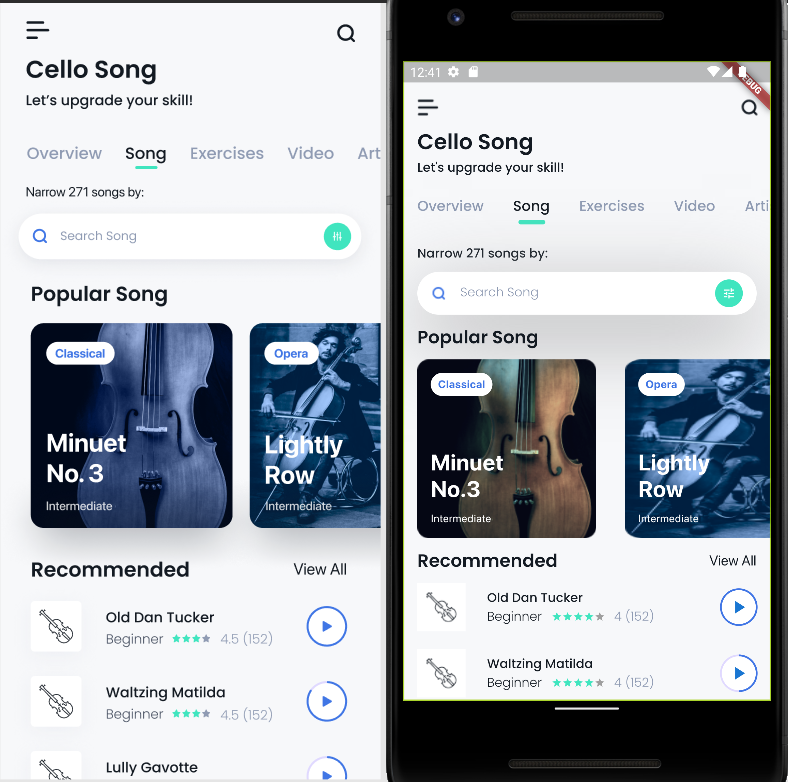 Cello Song
Let's upgrade your skill!
Overview Song Exercises Video Art
Narrow 271 songs by:
Search Song
Popular Song
Classical
Minuet
No. 3
Intermediate
Opera
Lightly
Row
Intermediate
Recommended View All
Old Dan Tucker
Beginner 4.5 (152)
Waltzing Matilda
Beginner 4.5 (152)
Lully Gavotte
12:41
Cello Song
Let's upgrade your skill!
Overview Song Exercises Video Arti
Narrow 271 songs by:
Search Song
Popular Song
Classical
Minuet
No.3
Intermediate
Opera
Lightly
Row
Intermediate
Recommended View All
Old Dan Tucker
Beginner 4 (152)
Waltzing Matilda
Beginner 4 (152)